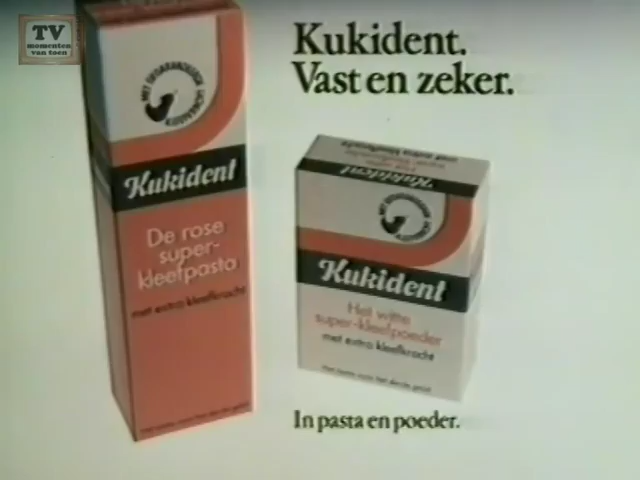 TV
momenten
van toen
Kukident.
Vast en zeker.
Kukident
De rose
super-
kleefpasta
met extra kleefkracht
Kukident
Het witte
super-kleefpoeder
met extra kleefkracht
In pasta en poeder.